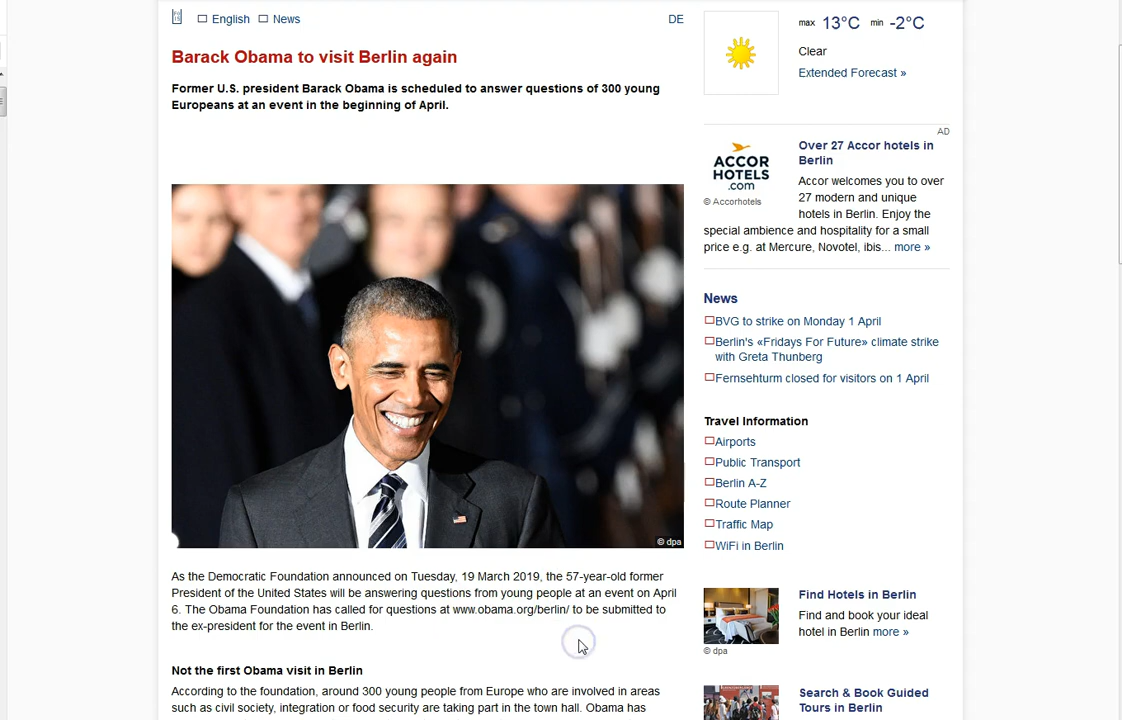 English News
DE
Barack Obama to visit Berlin again
Former U.S. president Barack Obama is scheduled to answer questions of 300 young
Europeans at an event in the beginning of April.
© dpa
As the Democratic Foundation announced on Tuesday, 19 March 2019, the 57-year-old former
President of the United States will be answering questions from young people at an event on April
6. The Obama Foundation has called for questions at www.obama.org/berlin/ to be submitted to
the ex-president for the event in Berlin.
Not the first Obama visit in Berlin
According to the foundation, around 300 young people from Europe who are involved in areas
such as civil society, integration or food security are taking part in the town hall. Obama has
max 13°C min -2°C
Clear
Extended Forecast »
AD
ACCOR
HOTELS
.com
© Accorhotels
Over 27 Accor hotels in
Berlin
Accor welcomes you to over
27 modern and unique
hotels in Berlin. Enjoy the
special ambience and hospitality for a small
price e.g. at Mercure, Novotel, ibis... more »
News
BVG to strike on Monday 1 April
Berlin's «Fridays For Future» climate strike
with Greta Thunberg
Fernsehturm closed for visitors on 1 April
Travel Information
Airports
Public Transport
Berlin A-Z
Route Planner
Traffic Map
WiFi in Berlin
© dpa
Find Hotels in Berlin
Find and book your ideal
hotel in Berlin more »
Search & Book Guided
Tours in Berlin